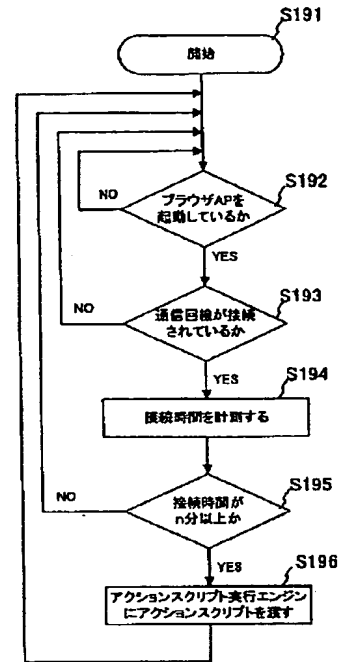 S191
開始
S192
ブラウザAPを
起動しているか
NO
YES
S193
通信回線が接続
されているか
NO
YES
S194
接続時間を計測する
S195
接続時間が
n分以上か
NO
YES
S196
アクションスクリプト実行エンジン
にアクションスクリプトを渡す